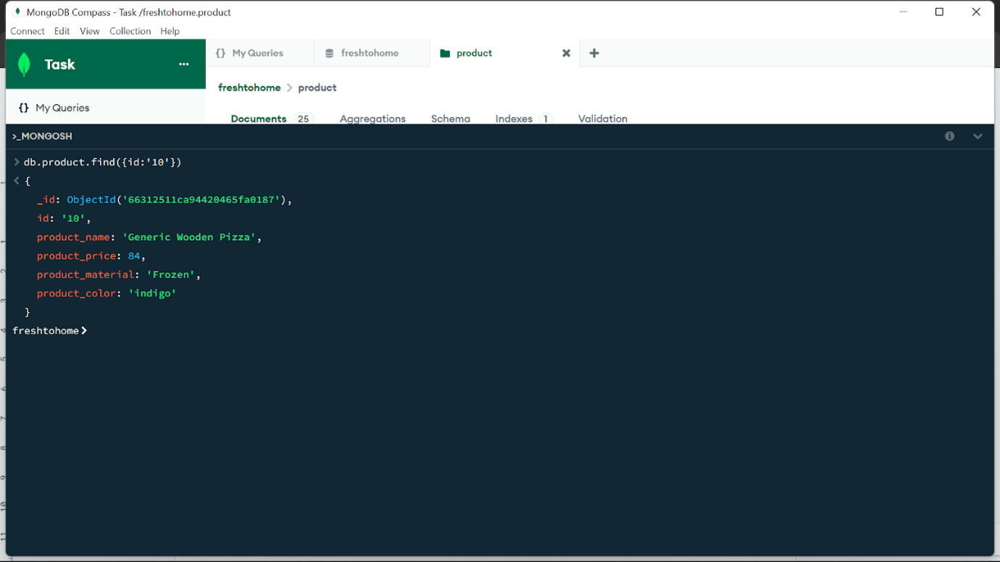 MongoDB Compass - Task /freshtohome.product
Connect Edit View Collection Help
Task ...
{} My Queries freshtohome product
freshtohome > product
{} My Queries
Documents 25 Aggregations Schema Indexes 1 Validation
>_MONGOSH
> db.product.find({id:'10'})
< {
_id: ObjectId('66312511ca94420465fa0187'),
id: '10',
product_name: 'Generic Wooden Pizza',
product_price: 84,
product_material: 'Frozen',
product_color: 'indigo'
}
freshtohome>